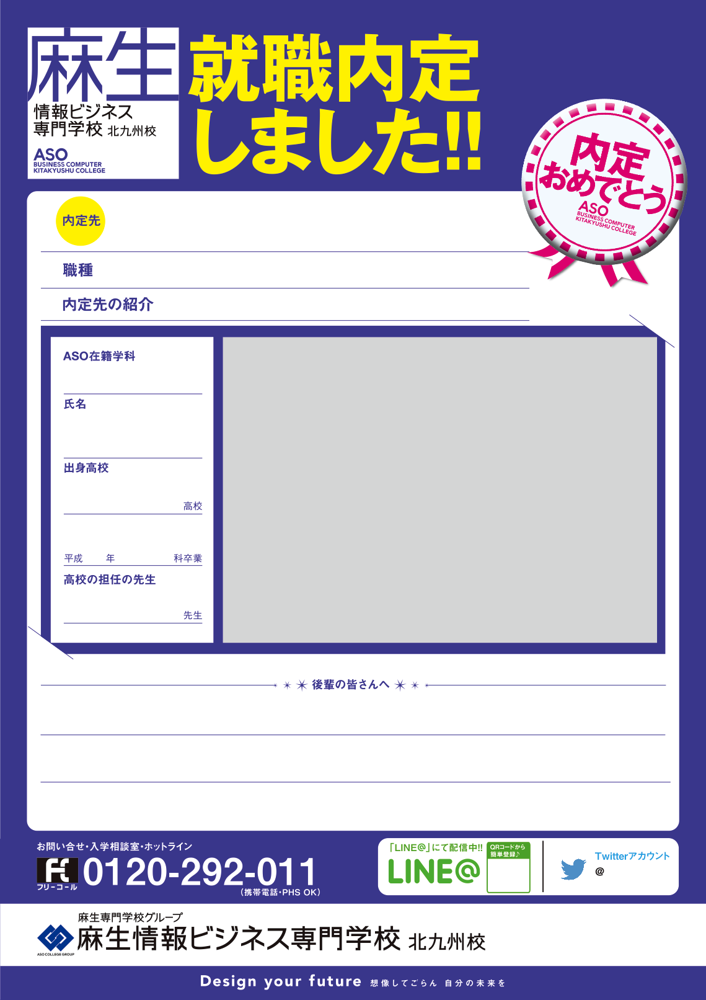 麻生
情報ビジネス
専門学校 北九州校
ASO
BUSINESS COMPUTER
KITAKYUSHU COLLEGE
就職内定
しました!!
内定
おめでとう
ASO
BUSINESS COMPUTER
KITAKYUSHU COLLEGE
内定先
職種
内定先の紹介
ASO在籍学科
氏名
出身高校
高校
平成 年 科卒業
高校の担任の先生
先生
後輩の皆さんへ
お問い合せ・入学相談室・ホットライン
フリーコール
0120-292-011
(携帯電話・PHS OK)
「LINE@」にて配信中!!
LINE@
QRコードから
簡単登録♪
Twitterアカウント
@
麻生専門学校グループ
麻生情報ビジネス専門学校 北九州校
ASO COLLEGE GROUP
Design your future 想像してごらん 自分の未来を